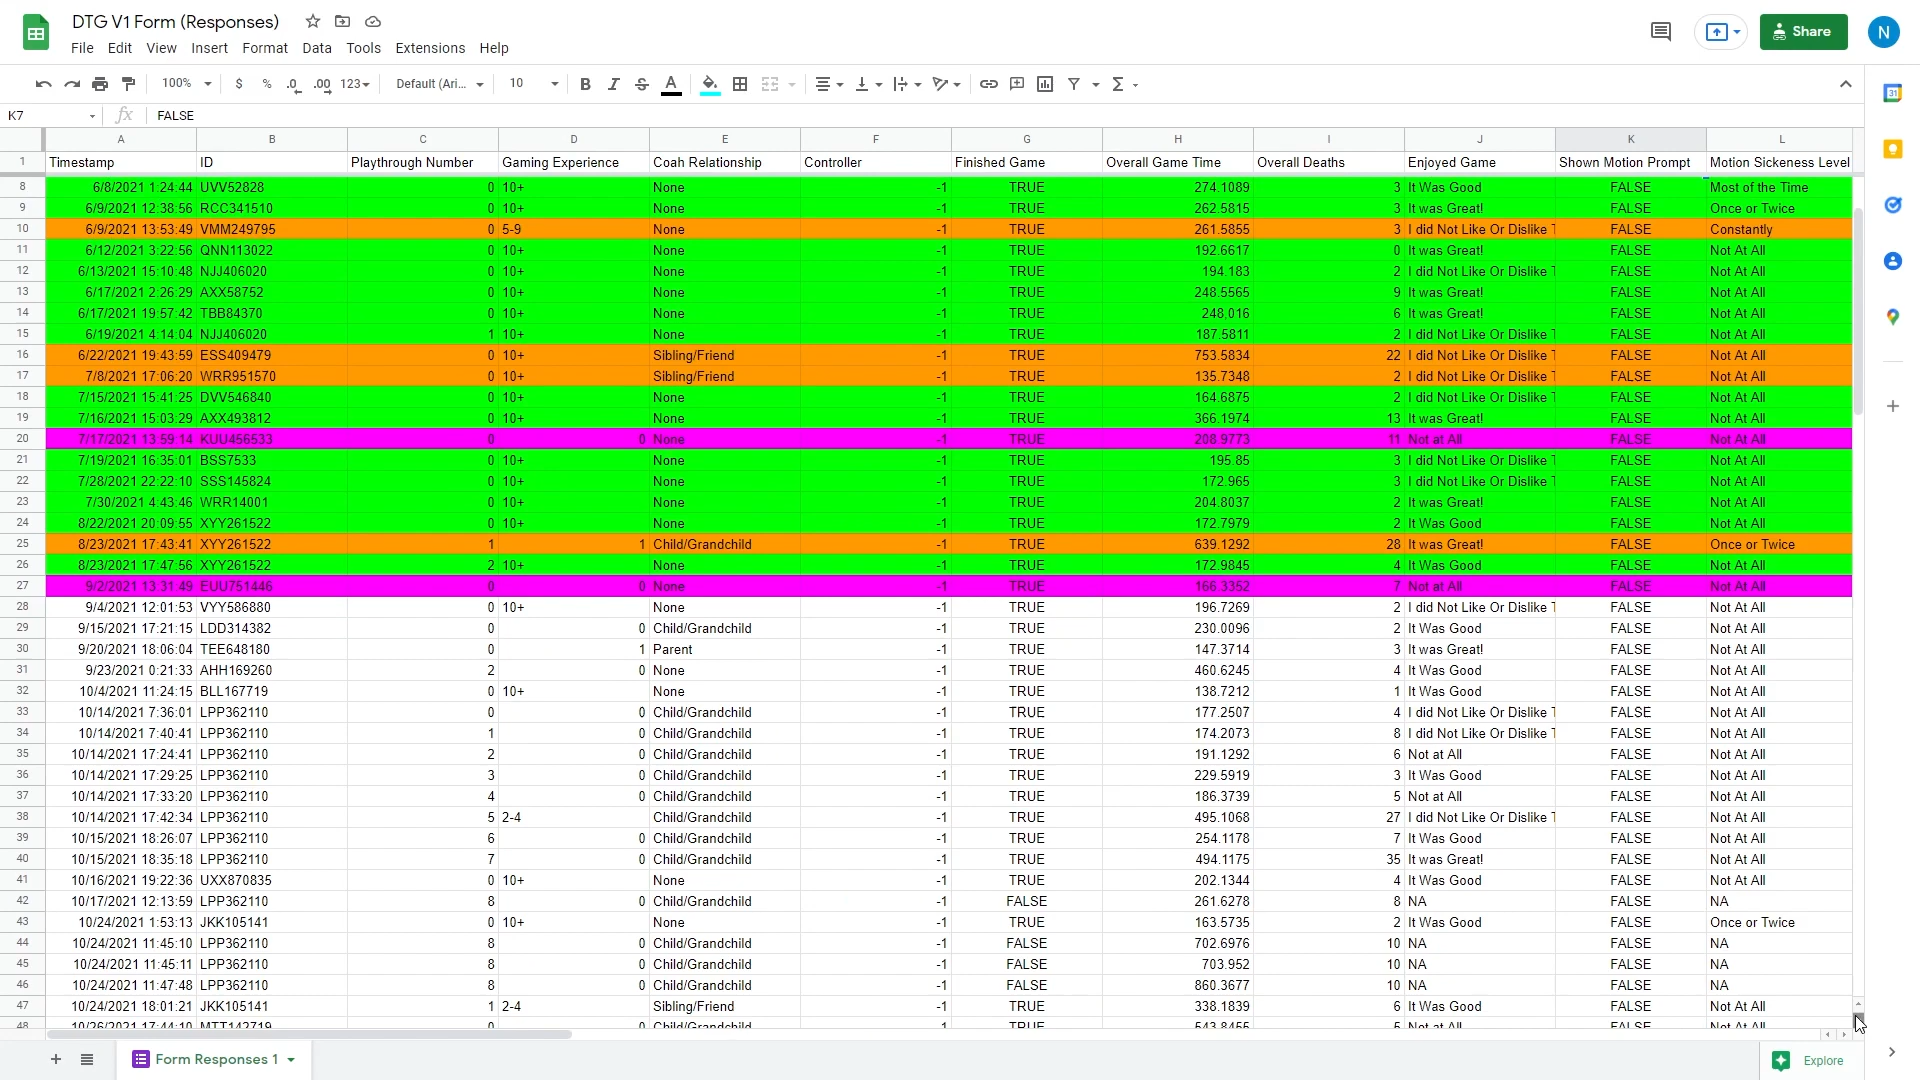 DTG V1 Form (Responses)
File Edit View Insert Format Data Tools Extensions Help
Share
N
100% $ % .0 .00 123 Default (Ari... 10 B I S A Σ
K7 fx FALSE
A B C D E F G H I J K L
1 Timestamp ID Playthrough Number Gaming Experience Coah Relationship Controller Finished Game Overall Game Time Overall Deaths Enjoyed Game Shown Motion Prompt Motion Sickness Level
8 6/8/2021 1:24:44 UVV52828 0 10+ None -1 TRUE 274.1089 3 It Was Good FALSE Most of the Time
9 6/9/2021 12:38:56 RCC341510 0 10+ None -1 TRUE 262.5815 3 It was Great! FALSE Once or Twice
10 6/9/2021 13:53:49 VMM249795 0 5-9 None -1 TRUE 261.5855 3 I did Not Like Or Dislike T FALSE Constantly
11 6/12/2021 3:22:56 QNN113022 0 10+ None -1 TRUE 192.6617 0 It was Great! FALSE Not At All
12 6/13/2021 15:10:48 NJJ406020 0 10+ None -1 TRUE 194.183 2 I did Not Like Or Dislike T FALSE Not At All
13 6/17/2021 2:26:29 AXX58752 0 10+ None -1 TRUE 248.5565 9 It was Great! FALSE Not At All
14 6/17/2021 19:57:42 TBB84370 0 10+ None -1 TRUE 248.016 6 It was Great! FALSE Not At All
15 6/19/2021 4:14:04 NJJ406020 1 10+ None -1 TRUE 187.5811 2 I did Not Like Or Dislike T FALSE Not At All
16 6/22/2021 19:43:59 ESS409479 0 10+ Sibling/Friend -1 TRUE 753.5834 22 I did Not Like Or Dislike T FALSE Not At All
17 7/8/2021 17:06:20 WRR951570 0 10+ Sibling/Friend -1 TRUE 135.7348 2 I did Not Like Or Dislike T FALSE Not At All
18 7/15/2021 15:41:25 DVV546840 0 10+ None -1 TRUE 164.6875 2 I did Not Like Or Dislike T FALSE Not At All
19 7/16/2021 15:03:29 AXX493812 0 10+ None -1 TRUE 366.1974 13 It was Great! FALSE Not At All
20 7/17/2021 13:59:14 KUU456533 0 0 None -1 TRUE 208.9773 11 Not at All FALSE Not At All
21 7/19/2021 16:35:01 BSS7533 0 10+ None -1 TRUE 195.85 3 I did Not Like Or Dislike T FALSE Not At All
22 7/28/2021 22:22:10 SSS145824 0 10+ None -1 TRUE 172.965 3 I did Not Like Or Dislike T FALSE Not At All
23 7/30/2021 4:43:46 WRR14001 0 10+ None -1 TRUE 204.8037 2 It was Great! FALSE Not At All
24 8/22/2021 20:09:55 XYY261522 0 10+ None -1 TRUE 172.7979 2 It Was Good FALSE Not At All
25 8/23/2021 17:43:41 XYY261522 1 1 Child/Grandchild -1 TRUE 639.1292 28 It was Great! FALSE Once or Twice
26 8/23/2021 17:47:56 XYY261522 2 10+ None -1 TRUE 172.9845 4 It Was Good FALSE Not At All
27 9/2/2021 13:31:49 EUU751446 0 0 None -1 TRUE 166.3352 7 Not at All FALSE Not At All
28 9/4/2021 12:01:53 VYY586880 0 10+ None -1 TRUE 196.7269 2 I did Not Like Or Dislike T FALSE Not At All
29 9/15/2021 17:21:15 LDD314382 0 0 Child/Grandchild -1 TRUE 230.0096 2 It Was Good FALSE Not At All
30 9/20/2021 18:06:04 TEE648180 0 1 Parent -1 TRUE 147.3714 3 It was Great! FALSE Not At All
31 9/23/2021 0:21:33 AHH169260 2 0 None -1 TRUE 460.6245 4 It Was Good FALSE Not At All
32 10/4/2021 11:24:15 BLL167719 0 10+ None -1 TRUE 138.7212 1 It Was Good FALSE Not At All
33 10/14/2021 7:36:01 LPP362110 0 0 Child/Grandchild -1 TRUE 177.2507 4 I did Not Like Or Dislike T FALSE Not At All
34 10/14/2021 7:40:41 LPP362110 1 0 Child/Grandchild -1 TRUE 174.2073 8 I did Not Like Or Dislike T FALSE Not At All
35 10/14/2021 17:24:41 LPP362110 2 0 Child/Grandchild -1 TRUE 191.1292 6 Not at All FALSE Not At All
36 10/14/2021 17:29:25 LPP362110 3 0 Child/Grandchild -1 TRUE 229.5919 3 It Was Good FALSE Not At All
37 10/14/2021 17:33:20 LPP362110 4 0 Child/Grandchild -1 TRUE 186.3739 5 Not at All FALSE Not At All
38 10/14/2021 17:42:34 LPP362110 5 2-4 Child/Grandchild -1 TRUE 495.1068 27 I did Not Like Or Dislike T FALSE Not At All
39 10/15/2021 18:26:07 LPP362110 6 0 Child/Grandchild -1 TRUE 254.1178 7 It Was Good FALSE Not At All
40 10/15/2021 18:35:18 LPP362110 7 0 Child/Grandchild -1 TRUE 494.1175 35 It was Great! FALSE Not At All
41 10/16/2021 19:22:36 UXX870835 0 10+ None -1 TRUE 202.1344 4 It Was Good FALSE Not At All
42 10/17/2021 12:13:59 LPP362110 8 0 Child/Grandchild -1 FALSE 261.6278 8 NA FALSE NA
43 10/24/2021 1:53:13 JKK105141 0 10+ None -1 TRUE 163.5735 2 It Was Good FALSE Once or Twice
44 10/24/2021 11:45:10 LPP362110 8 0 Child/Grandchild -1 FALSE 702.6976 10 NA FALSE NA
45 10/24/2021 11:45:11 LPP362110 8 0 Child/Grandchild -1 FALSE 703.952 10 NA FALSE NA
46 10/24/2021 11:47:48 LPP362110 8 0 Child/Grandchild -1 FALSE 860.3677 10 NA FALSE NA
47 10/24/2021 18:01:21 JKK105141 1 2-4 Sibling/Friend -1 TRUE 338.1839 6 It Was Good FALSE Not At All
48 10/26/2021 17:44:10 MTT142719 0 0 Child/Grandchild -1 TRUE 543.8455 5 Not at All FALSE Not At All
Form Responses 1
Explore